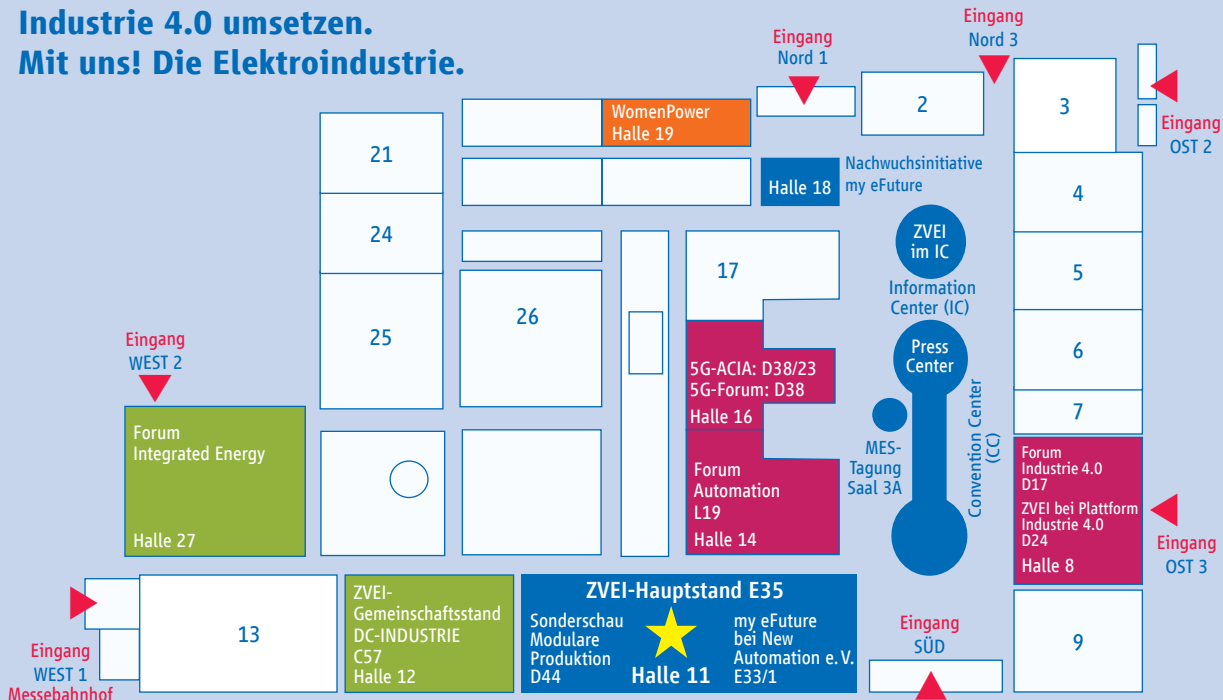 Industrie 4.0 umsetzen.
Mit uns! Die Elektroindustrie.
Eingang
Nord 1
Eingang
Nord 3
2
3
Eingang
OST 2
WomenPower
Halle 19
21
Halle 18
Nachwuchsinitiative
my eFuture
4
24
17
ZVEI
im IC
Information
Center (IC)
5
26
25
Eingang
WEST 2
Press
Center
6
5G-ACIA: D38/23
5G-Forum: D38
Halle 16
7
MES-
Tagung
Saal 3A
Convention Center
(CC)
Forum
Integrated Energy
Halle 27
Forum
Automation
L19
Halle 14
Forum
Industrie 4.0
D17
ZVEI bei Plattform
Industrie 4.0
D24
Halle 8
Eingang
OST 3
13
Eingang
WEST 1
Messebahnhof
ZVEI-
Gemeinschaftsstand
DC-INDUSTRIE
C57
Halle 12
ZVEI-Hauptstand E35
Sonderschau
Modulare
Produktion
D44
Halle 11
my eFuture
bei New
Automation e. V.
E33/1
Eingang
SÜD
9